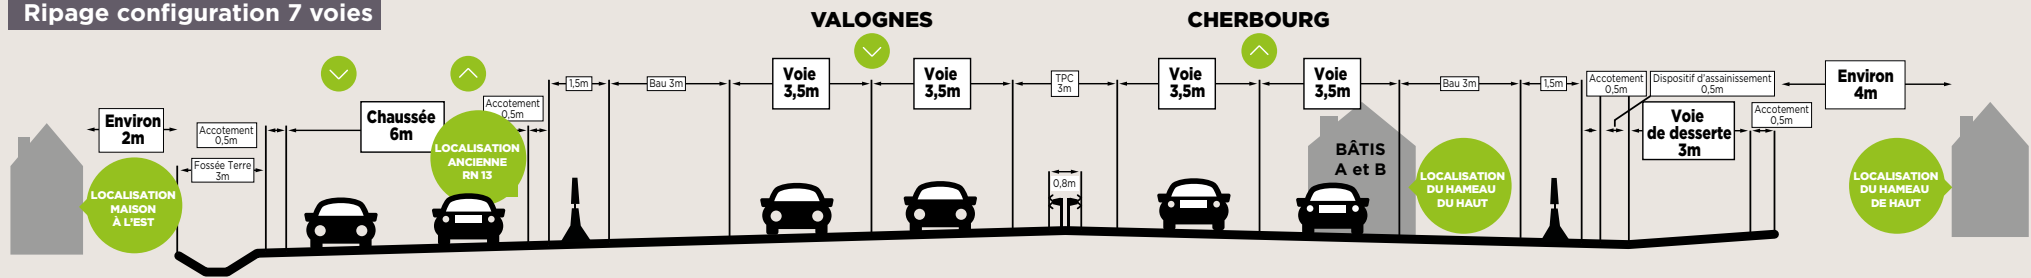 Ripage configuration 7 voies
VALOGNES
CHERBOURG
Environ
2m
Accotement
0,5m
Fossée Terre
3m
LOCALISATION
MAISON
À L'EST
Chaussée
6m
Accotement
0,5m
LOCALISATION
ANCIENNE
RN 13
1,5m
Bau 3m
Voie
3,5m
Voie
3,5m
TPC
3m
0,8m
Voie
3,5m
Voie
3,5m
BÂTIS
A et B
Bau 3m
LOCALISATION
DU HAMEAU
DU HAUT
1,5m
Accotement
0,5m
Dispositif d'assainissement
0,5m
Voie
de desserte
3m
Accotement
0,5m
Environ
4m
LOCALISATION
DU HAMEAU
DE HAUT